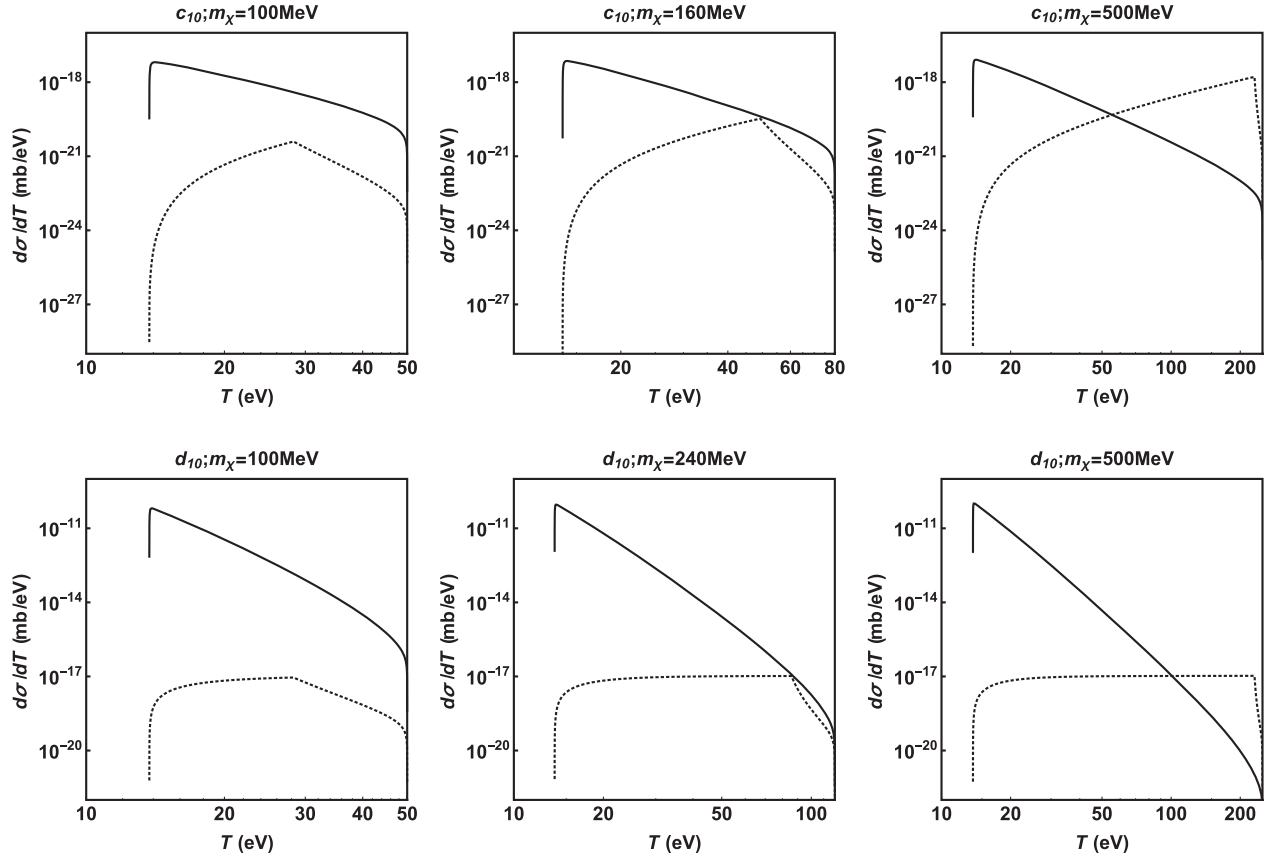 c₁₀;mχ=100MeV
dσ/dT (mb/eV)
10⁻¹⁸
10⁻²¹
10⁻²⁴
10⁻²⁷
10 20 30 40 50
T (eV)
c₁₀;mχ=160MeV
dσ/dT (mb/eV)
10⁻¹⁸
10⁻²¹
10⁻²⁴
10⁻²⁷
20 40 60 80
T (eV)
c₁₀;mχ=500MeV
dσ/dT (mb/eV)
10⁻¹⁸
10⁻²¹
10⁻²⁴
10⁻²⁷
10 20 50 100 200
T (eV)
d₁₀;mχ=100MeV
dσ/dT (mb/eV)
10⁻¹¹
10⁻¹⁴
10⁻¹⁷
10⁻²⁰
10 20 30 40 50
T (eV)
d₁₀;mχ=240MeV
dσ/dT (mb/eV)
10⁻¹¹
10⁻¹⁴
10⁻¹⁷
10⁻²⁰
10 20 50 100
T (eV)
d₁₀;mχ=500MeV
dσ/dT (mb/eV)
10⁻¹¹
10⁻¹⁴
10⁻¹⁷
10⁻²⁰
10 20 50 100 200
T (eV)